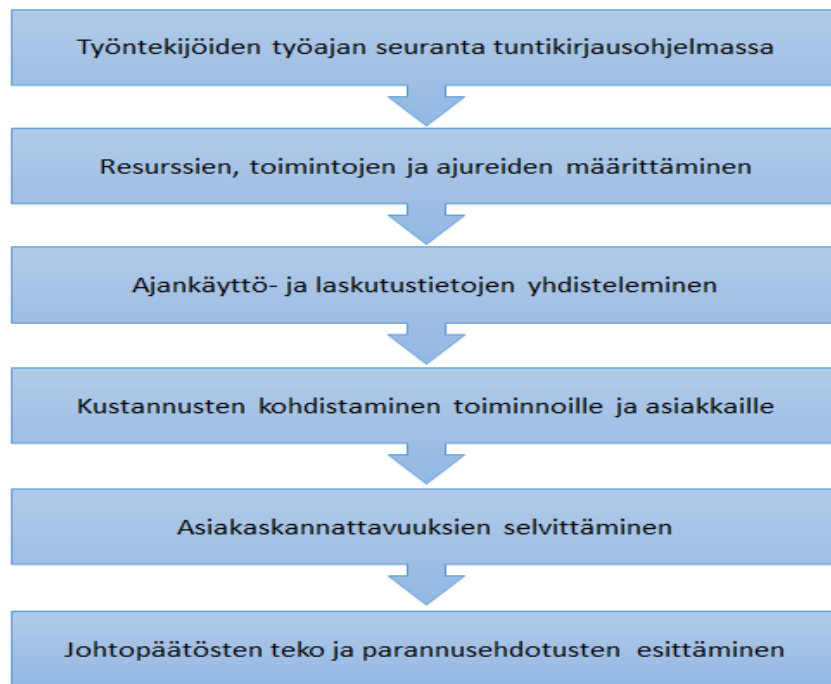 Työntekijöiden työajan seuranta tuntikirjausohjelmassa
Resurssien, toimintojen ja ajureiden määrittäminen
Ajankäyttö- ja laskutustietojen yhdisteleminen
Kustannusten kohdistaminen toiminnoille ja asiakkaille
Asiakaskannattavuuksien selvittäminen
Johtopäätösten teko ja parannusehdotusten esittäminen